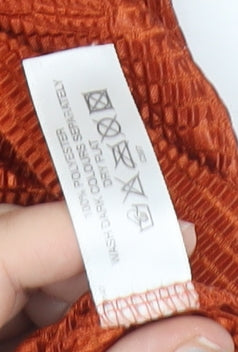 100% POLYESTER
WASH DARK COLOURS SEPARATELY
DRY FLAT